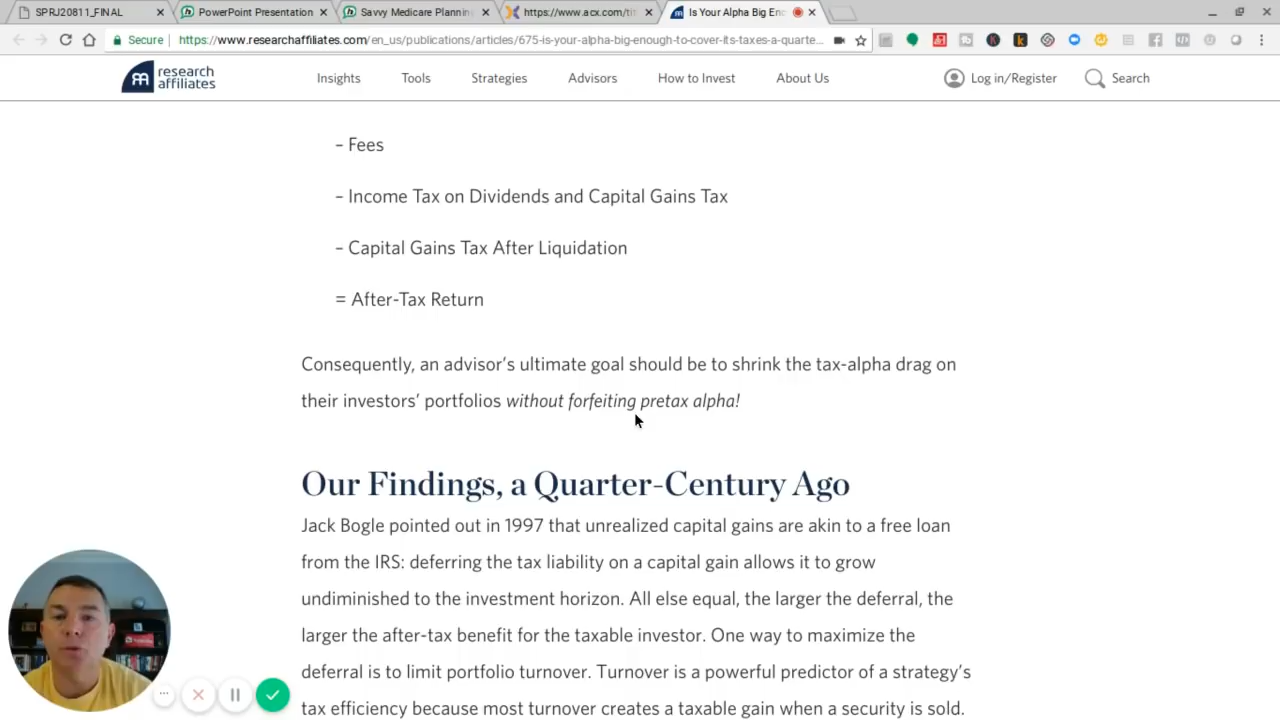 SPRJ20811_FINAL
PowerPoint Presentation
Savvy Medicare Plannin
https://www.acx.com/tit
Is Your Alpha Big Eno
Secure
https://www.researchaffiliates.com/en_us/publications/articles/675-is-your-alpha-big-enough-to-cover-its-taxes-a-quarte...
research
affiliates
Insights
Tools
Strategies
Advisors
How to Invest
About Us
Log in/Register
Search
– Fees
– Income Tax on Dividends and Capital Gains Tax
– Capital Gains Tax After Liquidation
= After-Tax Return
Consequently, an advisor's ultimate goal should be to shrink the tax-alpha drag on
their investors' portfolios without forfeiting pretax alpha!
Our Findings, a Quarter-Century Ago
Jack Bogle pointed out in 1997 that unrealized capital gains are akin to a free loan
from the IRS: deferring the tax liability on a capital gain allows it to grow
undiminished to the investment horizon. All else equal, the larger the deferral, the
larger the after-tax benefit for the taxable investor. One way to maximize the
deferral is to limit portfolio turnover. Turnover is a powerful predictor of a strategy's
tax efficiency because most turnover creates a taxable gain when a security is sold.